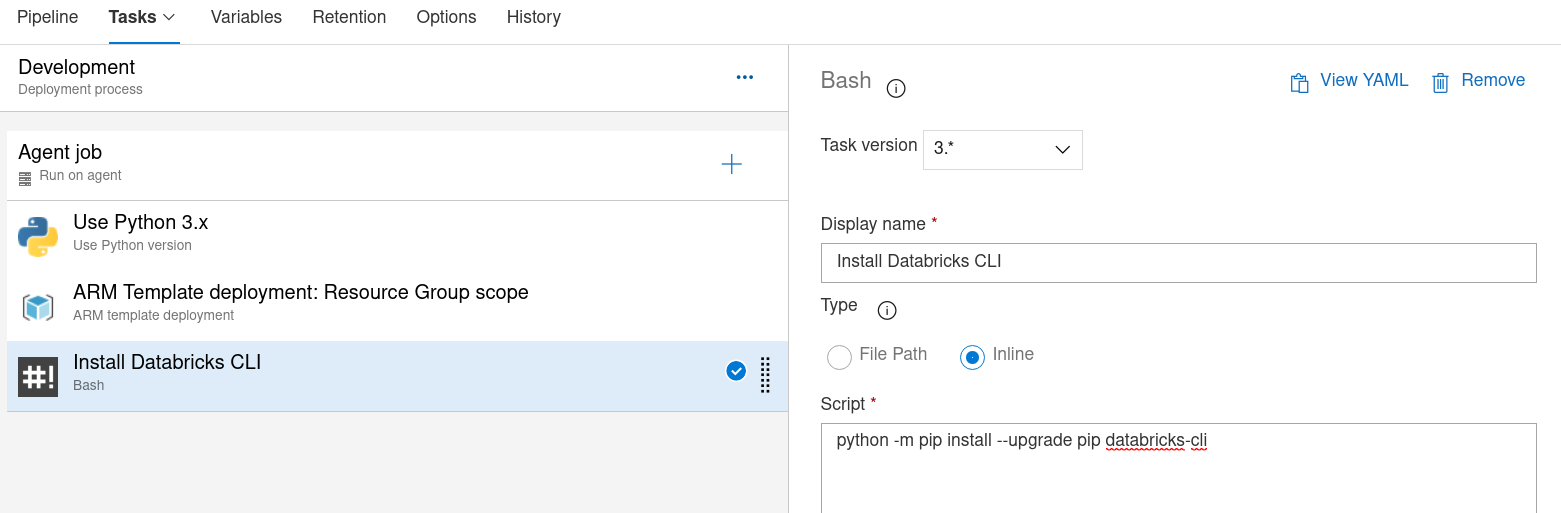 Pipeline Tasks Variables Retention Options History
Development
Deployment process
Agent job
Run on agent
Use Python 3.x
Use Python version
ARM Template deployment: Resource Group scope
ARM template deployment
#!
Install Databricks CLI
Bash
Bash
View YAML
Remove
Task version 3.*
Display name *
Install Databricks CLI
Type
File Path Inline
Script *
python -m pip install --upgrade pip databricks-cli